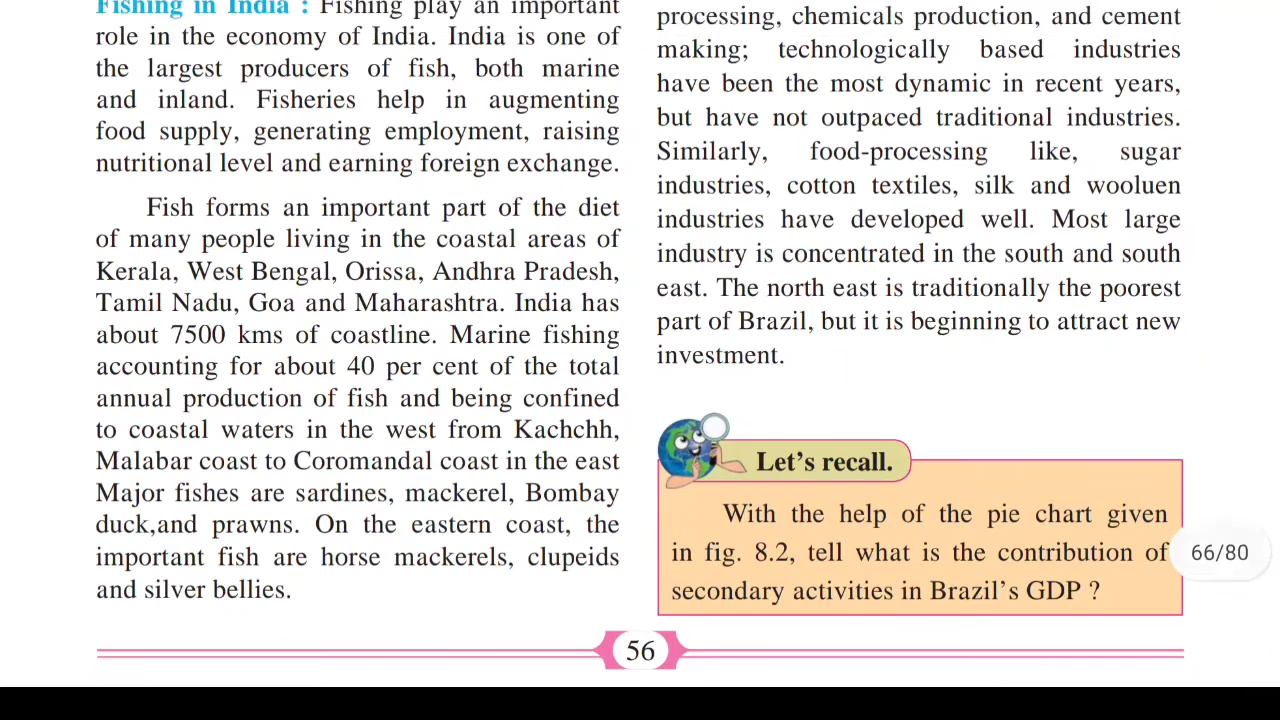 Fishing in India : Fishing play an important
role in the economy of India. India is one of
the largest producers of fish, both marine
and inland. Fisheries help in augmenting
food supply, generating employment, raising
nutritional level and earning foreign exchange.
Fish forms an important part of the diet
of many people living in the coastal areas of
Kerala, West Bengal, Orissa, Andhra Pradesh,
Tamil Nadu, Goa and Maharashtra. India has
about 7500 kms of coastline. Marine fishing
accounting for about 40 per cent of the total
annual production of fish and being confined
to coastal waters in the west from Kachchh,
Malabar coast to Coromandal coast in the east
Major fishes are sardines, mackerel, Bombay
duck,and prawns. On the eastern coast, the
important fish are horse mackerels, clupeids
and silver bellies.
processing, chemicals production, and cement
making; technologically based industries
have been the most dynamic in recent years,
but have not outpaced traditional industries.
Similarly, food-processing like, sugar
industries, cotton textiles, silk and wooluen
industries have developed well. Most large
industry is concentrated in the south and south
east. The north east is traditionally the poorest
part of Brazil, but it is beginning to attract new
investment.
Let's recall.
With the help of the pie chart given
in fig. 8.2, tell what is the contribution of
secondary activities in Brazil's GDP ?
66/80
56